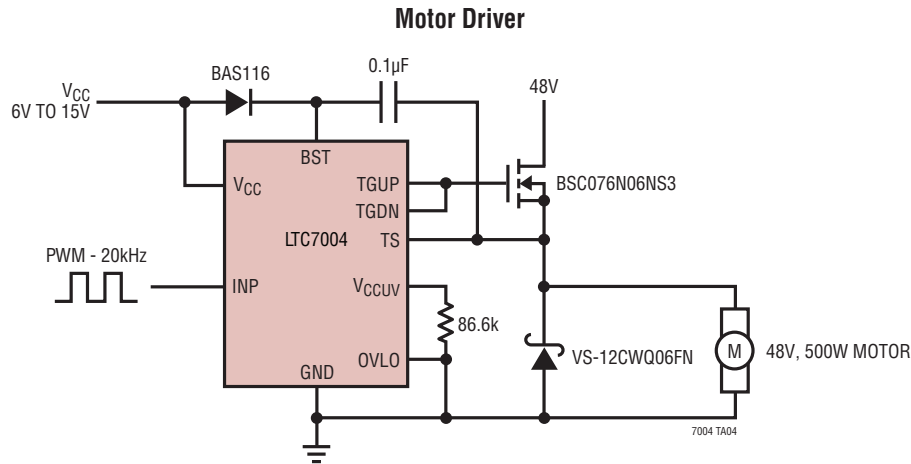 Motor Driver
BAS116
0.1µF
48V
VCC
6V TO 15V
BST
VCC
TGUP
BSC076N06NS3
TGDN
LTC7004
TS
PWM - 20kHz
INP
VCCUV
86.6k
OVLO
VS-12CWQ06FN
M
48V, 500W MOTOR
GND
7004 TA04